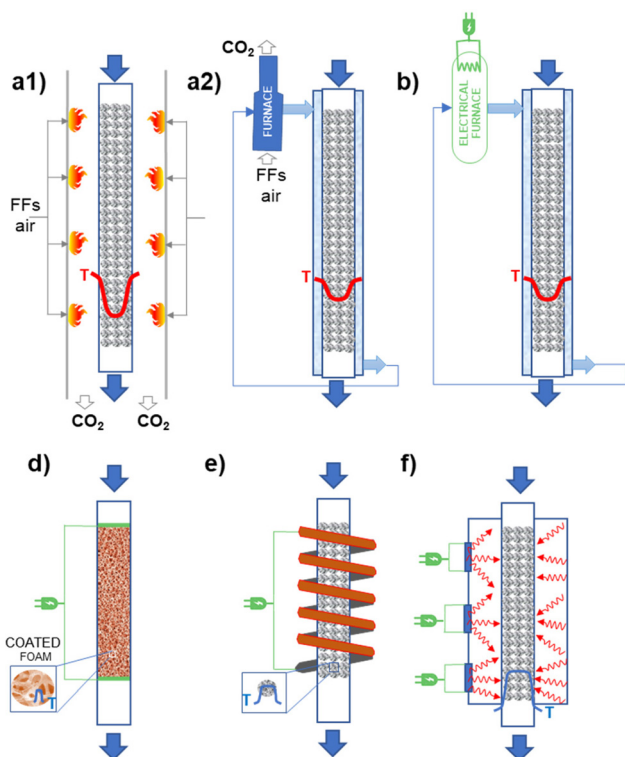 a1)
FFs
air
T
CO2
CO2
a2)
CO2
FURNACE
FFs
air
T
b)
ELECTRICAL
FURNACE
T
d)
COATED
FOAM
T
e)
T
f)
T